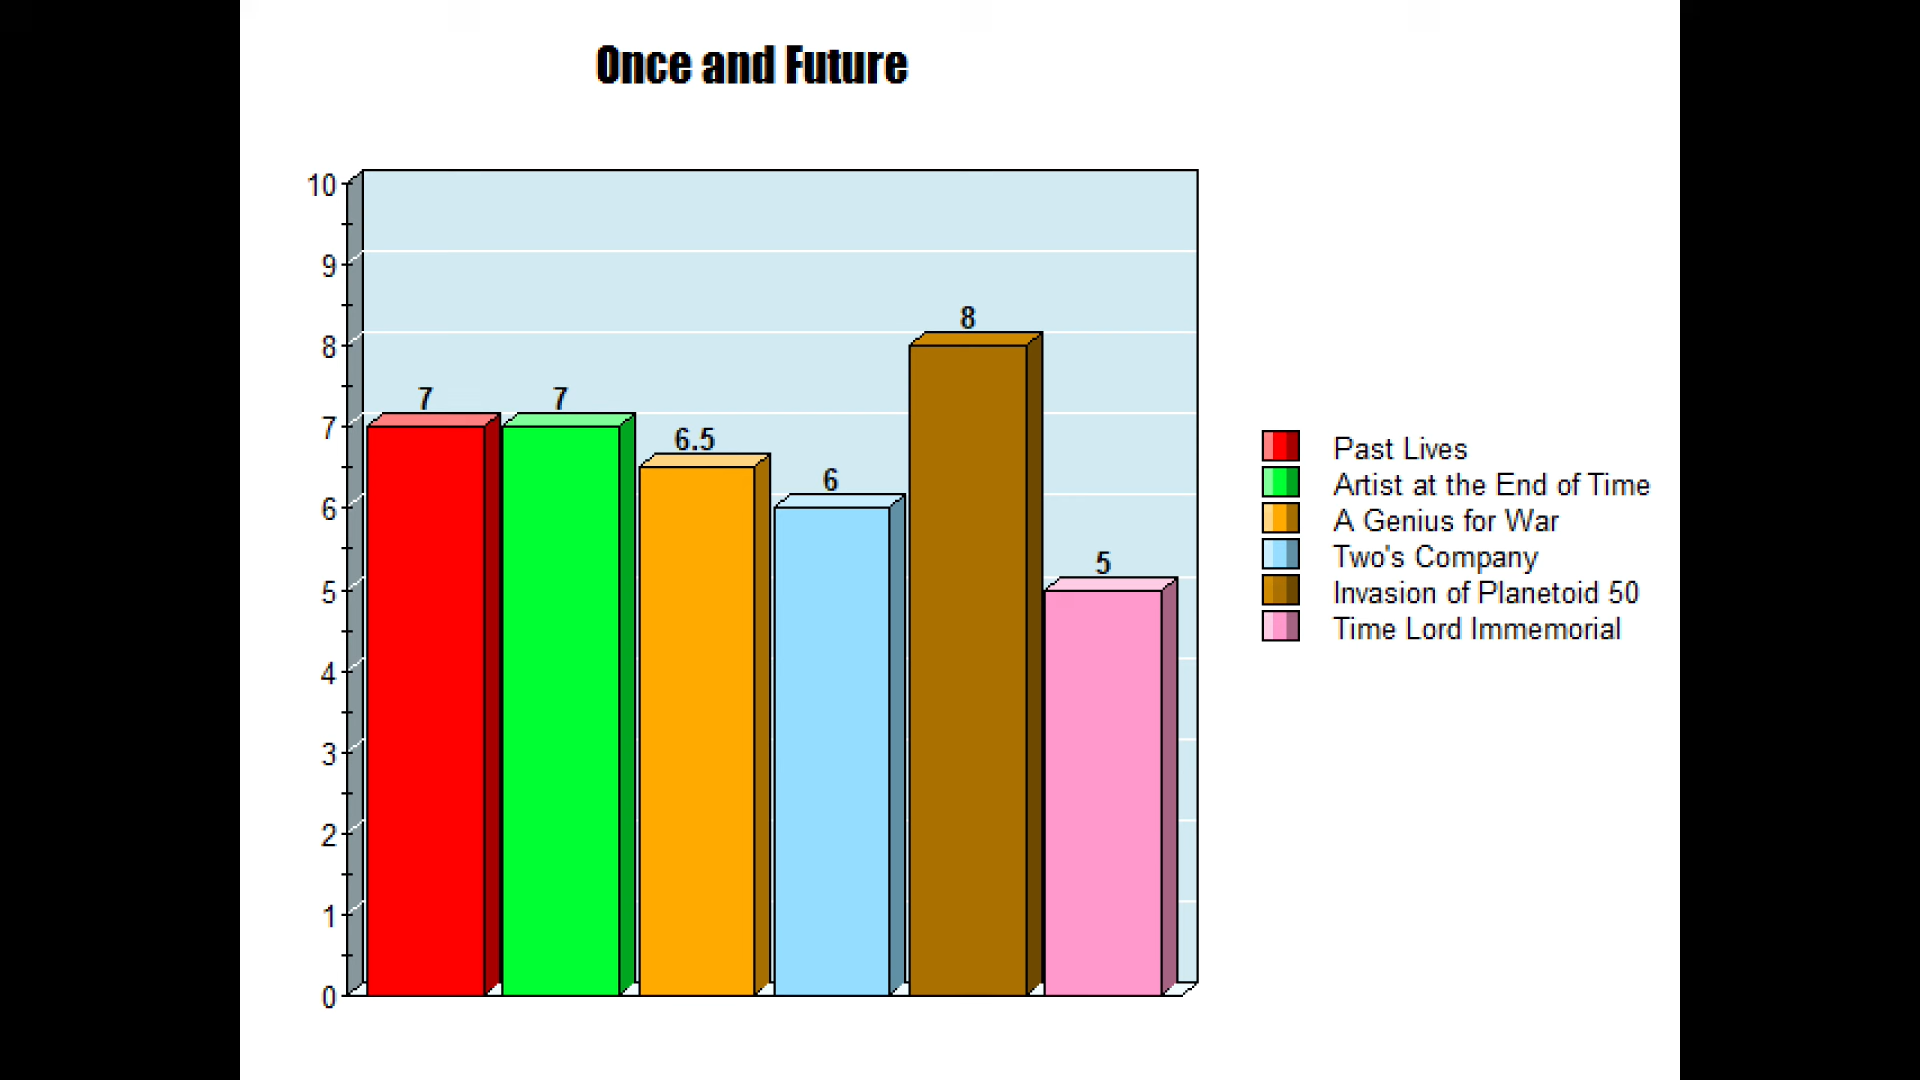 Once and Future
10
9
8
7
6
5
4
3
2
1
0
7
7
6.5
6
8
5
Past Lives
Artist at the End of Time
A Genius for War
Two's Company
Invasion of Planetoid 50
Time Lord Immemorial